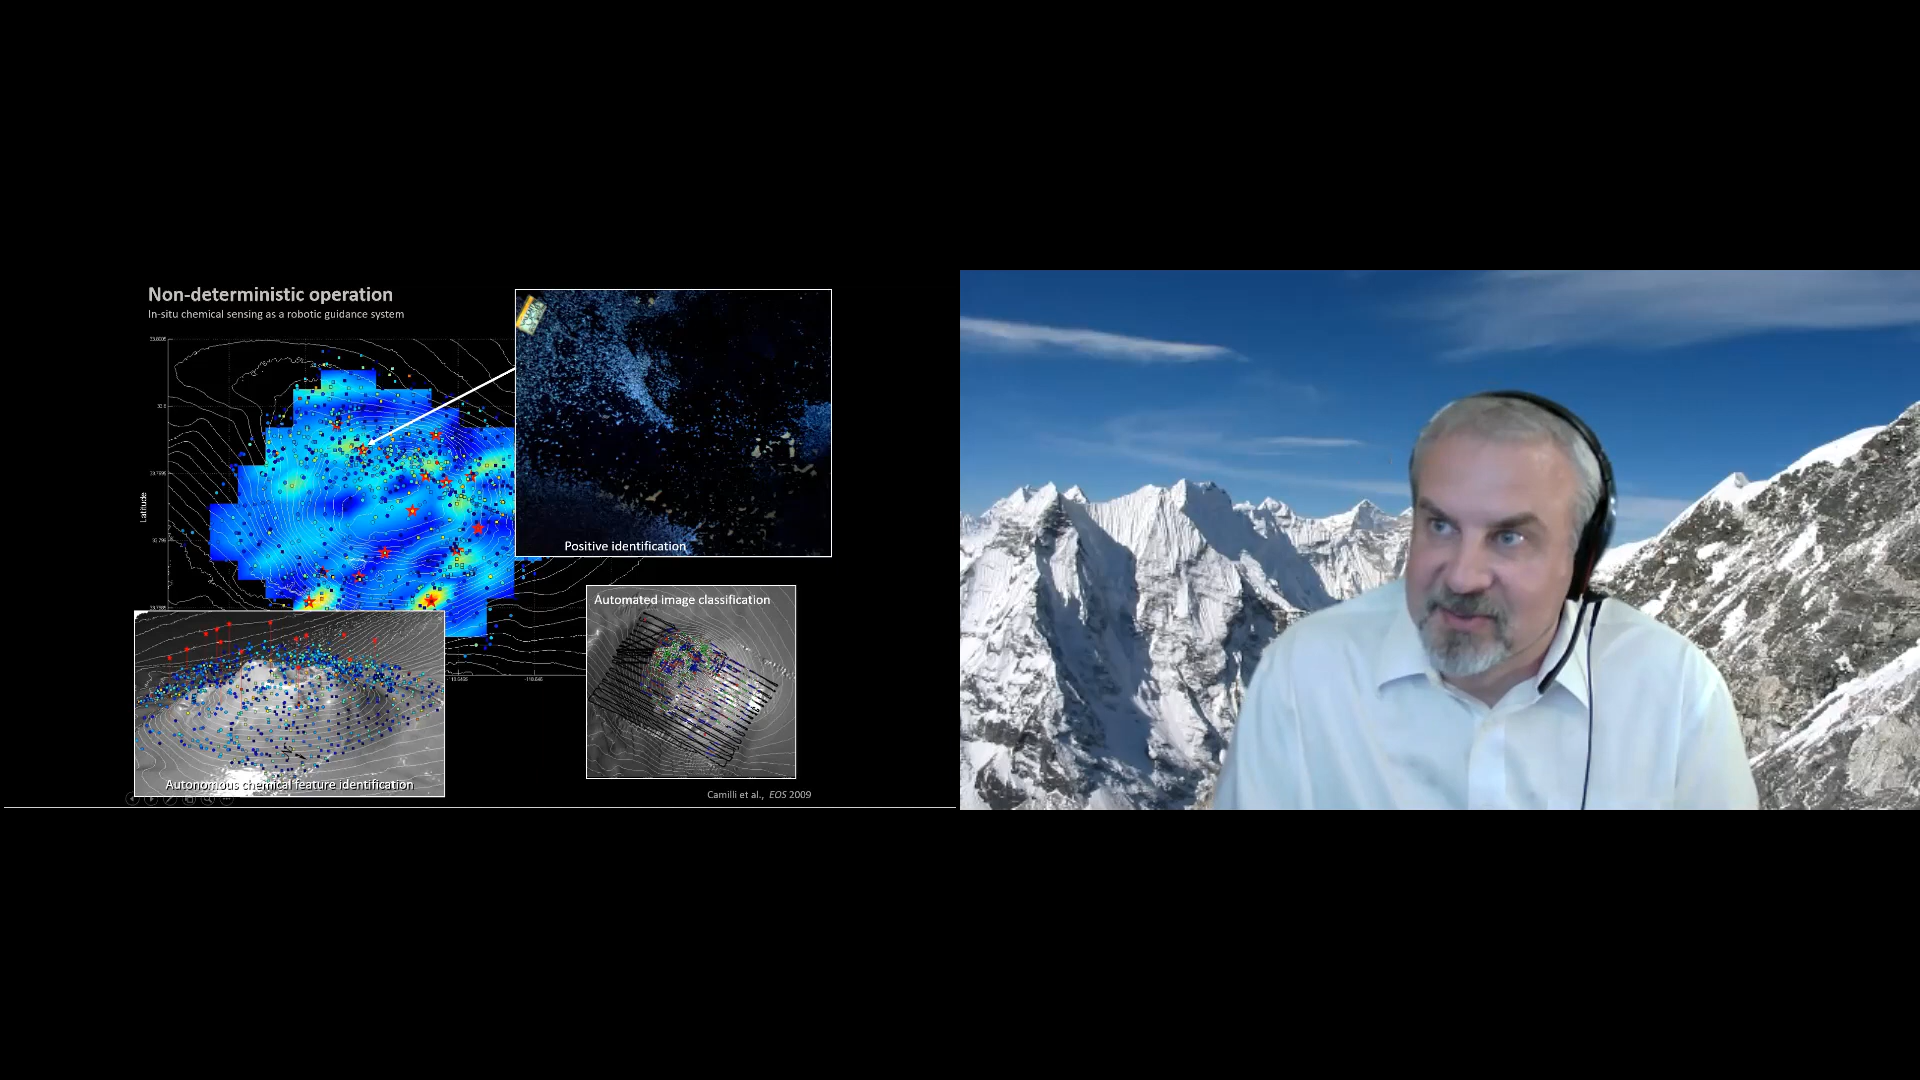 Non-deterministic operation
In-situ chemical sensing as a robotic guidance system
Latitude
Positive identification
Automated image classification
Autonomous chemical feature identification
Camilli et al., EOS 2009